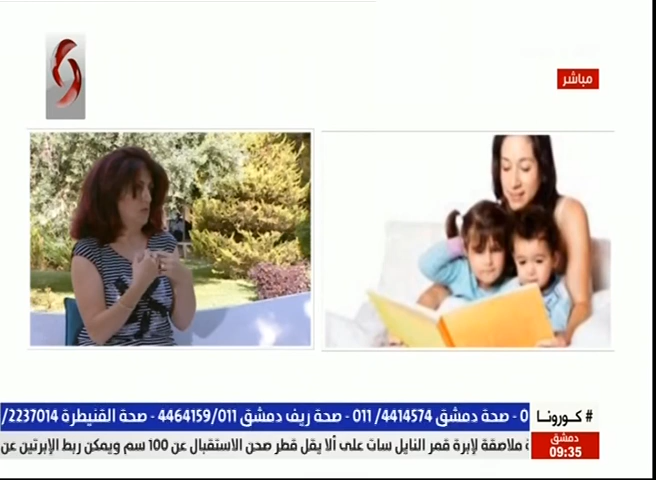 مباشر
# كورونا
0 - صحة دمشق 4414574/ 011 - صحة ريف دمشق 4464159/011 - صحة القنيطرة 2237014/
دمشق
09:35
ة ملاصقة لإبرة قمر النايل سات على ألا يقل قطر صحن الاستقبال عن 100 سم ويمكن ربط الإبرتين عن